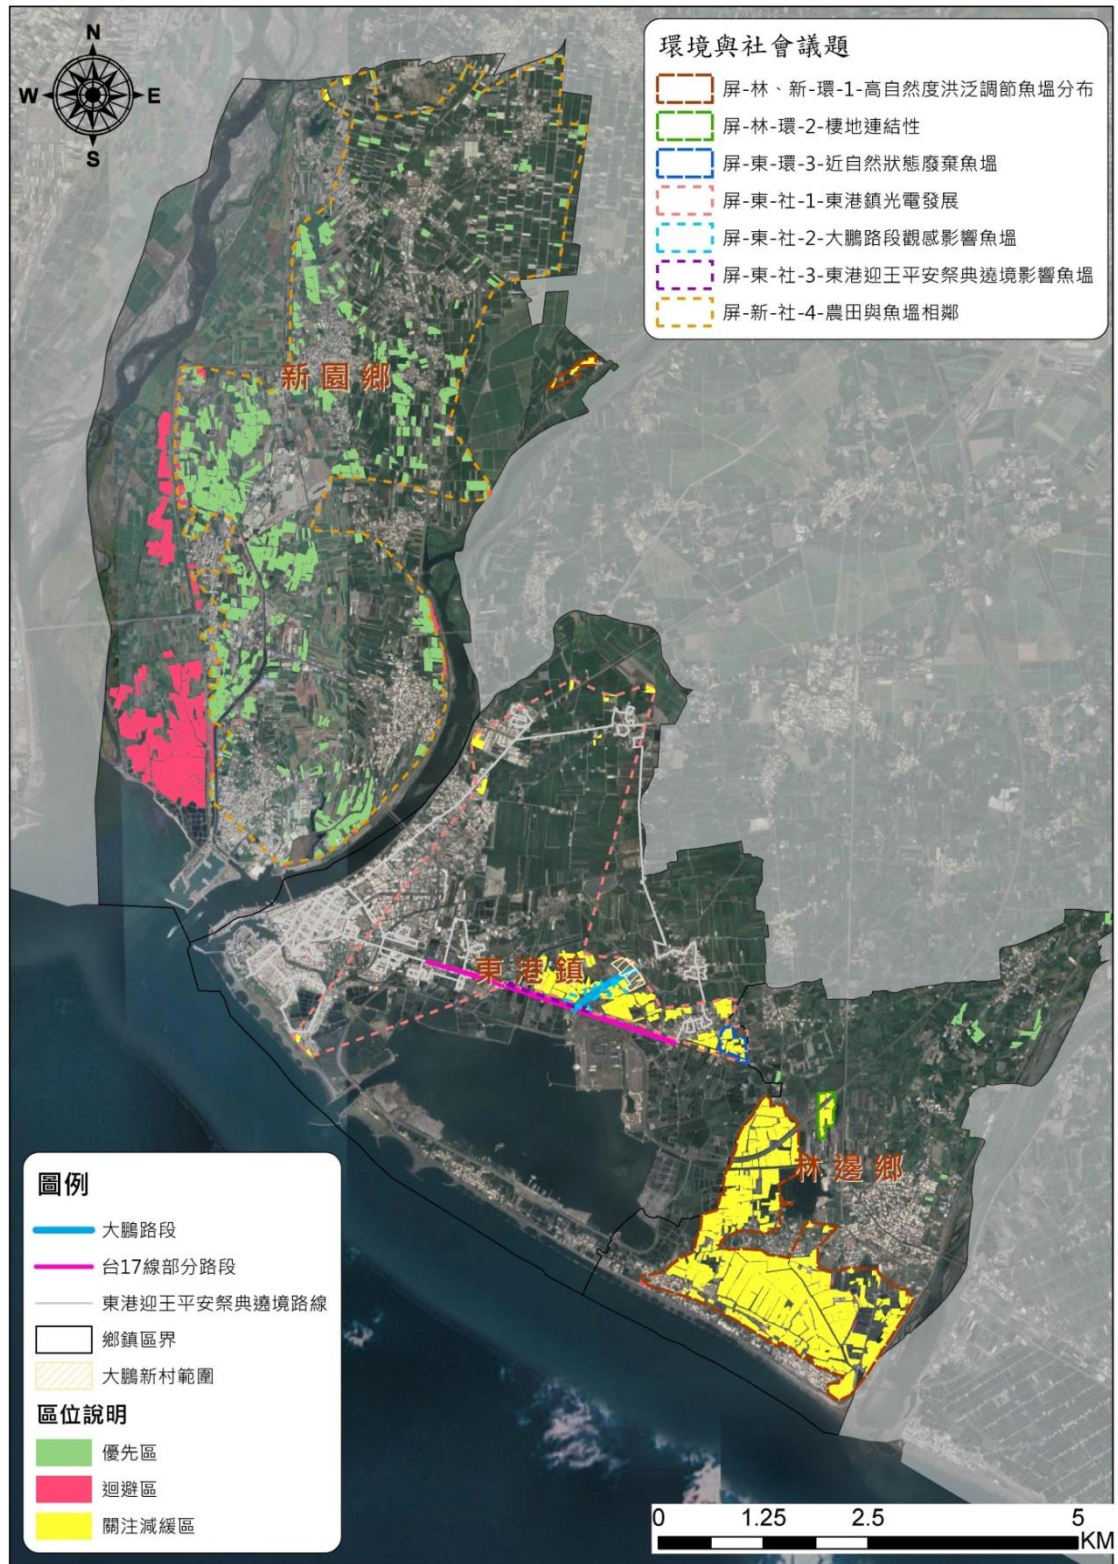 N
W
E
S
環境與社會議題
屏-林、新-環-1-高自然度洪泛調節魚塭分布
屏-林-環-2-棲地連結性
屏-東-環-3-近自然狀態廢棄魚塭
屏-東-社-1-東港鎮光電發展
屏-東-社-2-大鵬路段觀感影響魚塭
屏-東-社-3-東港迎王平安祭典遶境影響魚塭
屏-新-社-4-農田與魚塭相鄰
新園鄉
東港鎮
林邊鄉
圖例
大鵬路段
台17線部分路段
東港迎王平安祭典遶境路線
鄉鎮區界
大鵬新村範圍
區位說明
優先區
迴避區
關注減緩區
0 1.25 2.5 5
KM